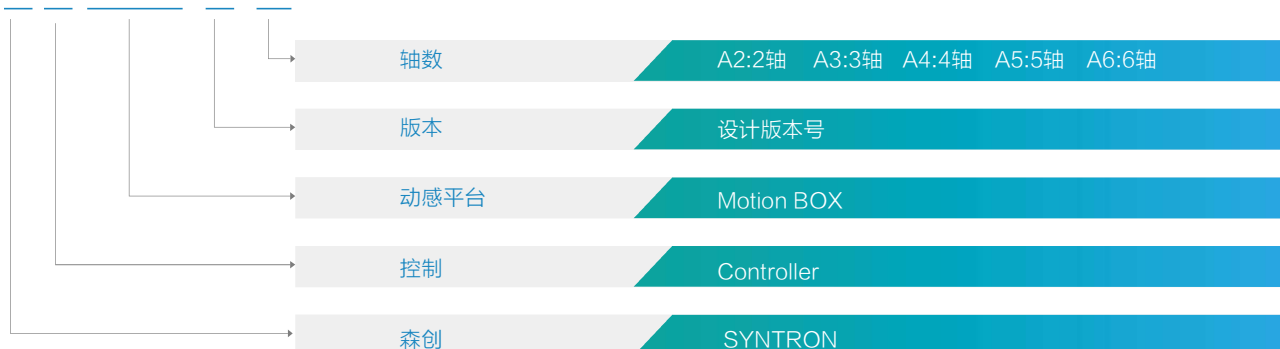 轴数 A2:2轴 A3:3轴 A4:4轴 A5:5轴 A6:6轴
版本 设计版本号
动感平台 Motion BOX
控制 Controller
森创 SYNTRON